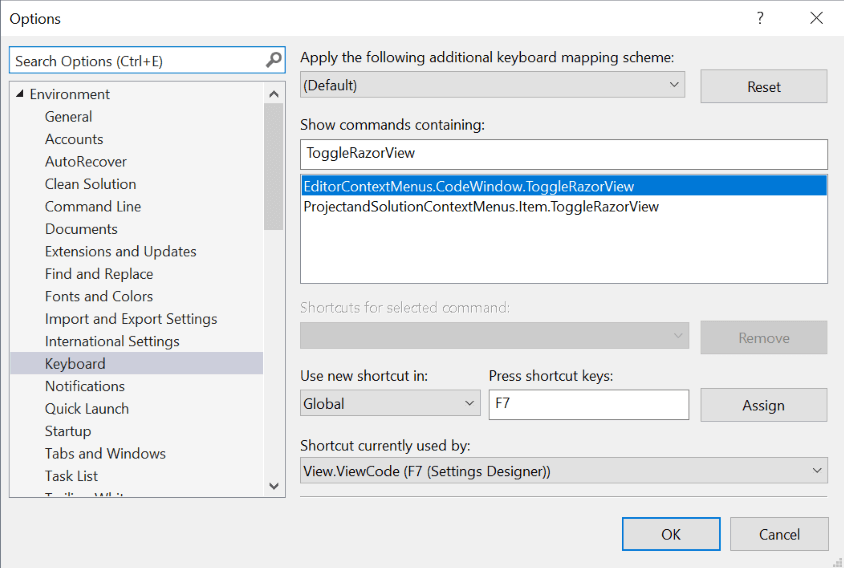 Options
?
Search Options (Ctrl+E)
Environment
General
Accounts
AutoRecover
Clean Solution
Command Line
Documents
Extensions and Updates
Find and Replace
Fonts and Colors
Import and Export Settings
International Settings
Keyboard
Notifications
Quick Launch
Startup
Tabs and Windows
Task List
Apply the following additional keyboard mapping scheme:
(Default)
Reset
Show commands containing:
ToggleRazorView
EditorContextMenus.CodeWindow.ToggleRazorView
ProjectandSolutionContextMenus.Item.ToggleRazorView
Shortcuts for selected command:
Remove
Use new shortcut in:
Press shortcut keys:
Global
F7
Assign
Shortcut currently used by:
View.ViewCode (F7 (Settings Designer))
OK
Cancel